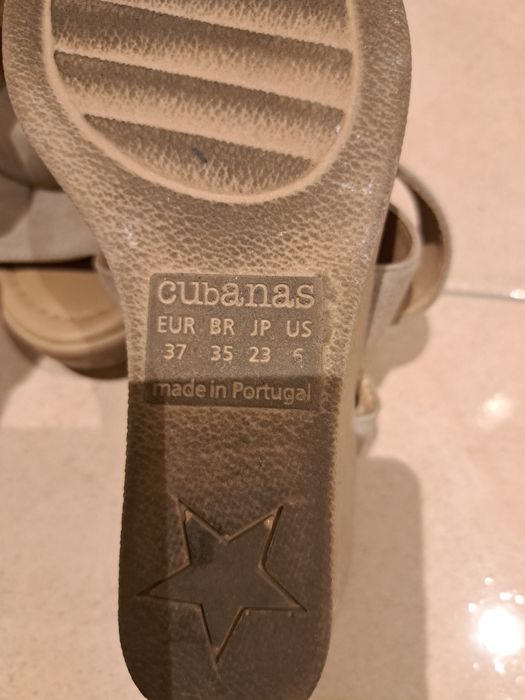 cubanas
EUR BR JP US
37 35 23 6
made in Portugal